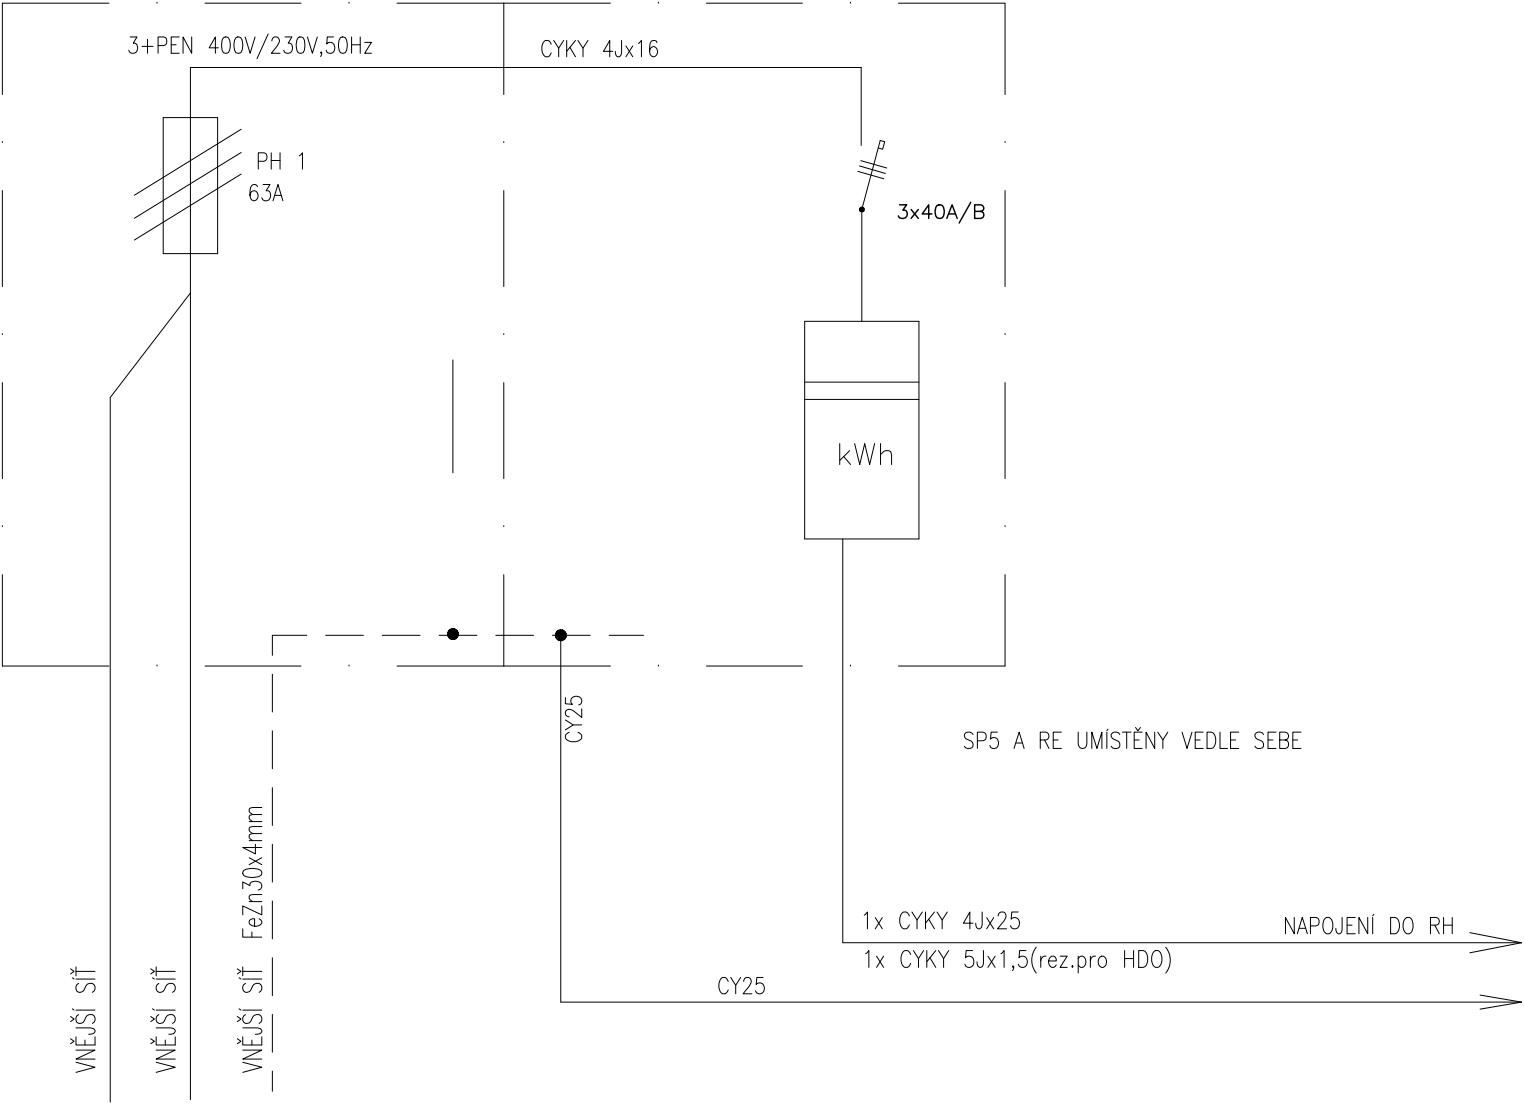 3+PEN 400V/230V,50Hz
CYKY 4Jx16
PH 1
63A
3x40A/B
kWh
CY25
SP5 A RE UMÍSTĚNY VEDLE SEBE
FeZn30x4mm
1x CYKY 4Jx25
NAPOJENÍ DO RH
1x CYKY 5Jx1,5(rez.pro HDO)
CY25
VNĚJŠÍ SÍŤ
VNĚJŠÍ SÍŤ
VNĚJŠÍ SÍŤ